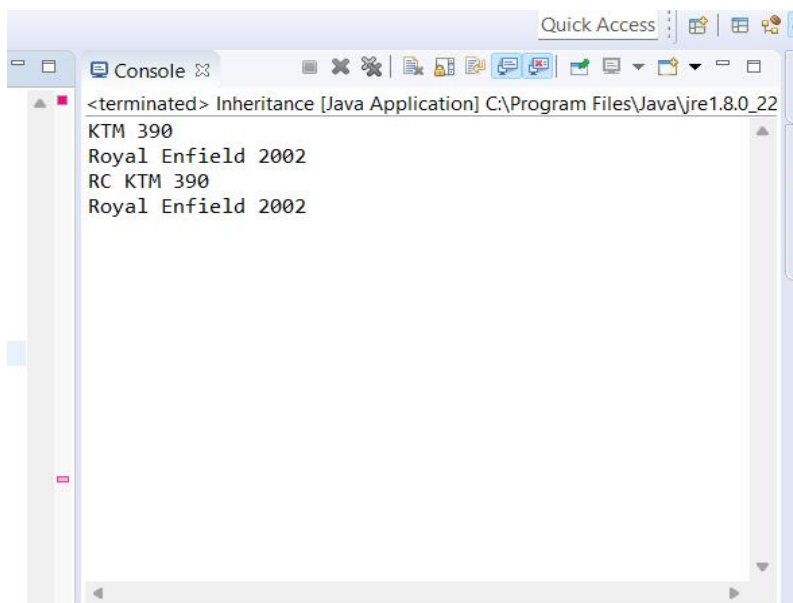 Quick Access
Console
<terminated> Inheritance [Java Application] C:\Program Files\Java\jre1.8.0_22
KTM 390
Royal Enfield 2002
RC KTM 390
Royal Enfield 2002